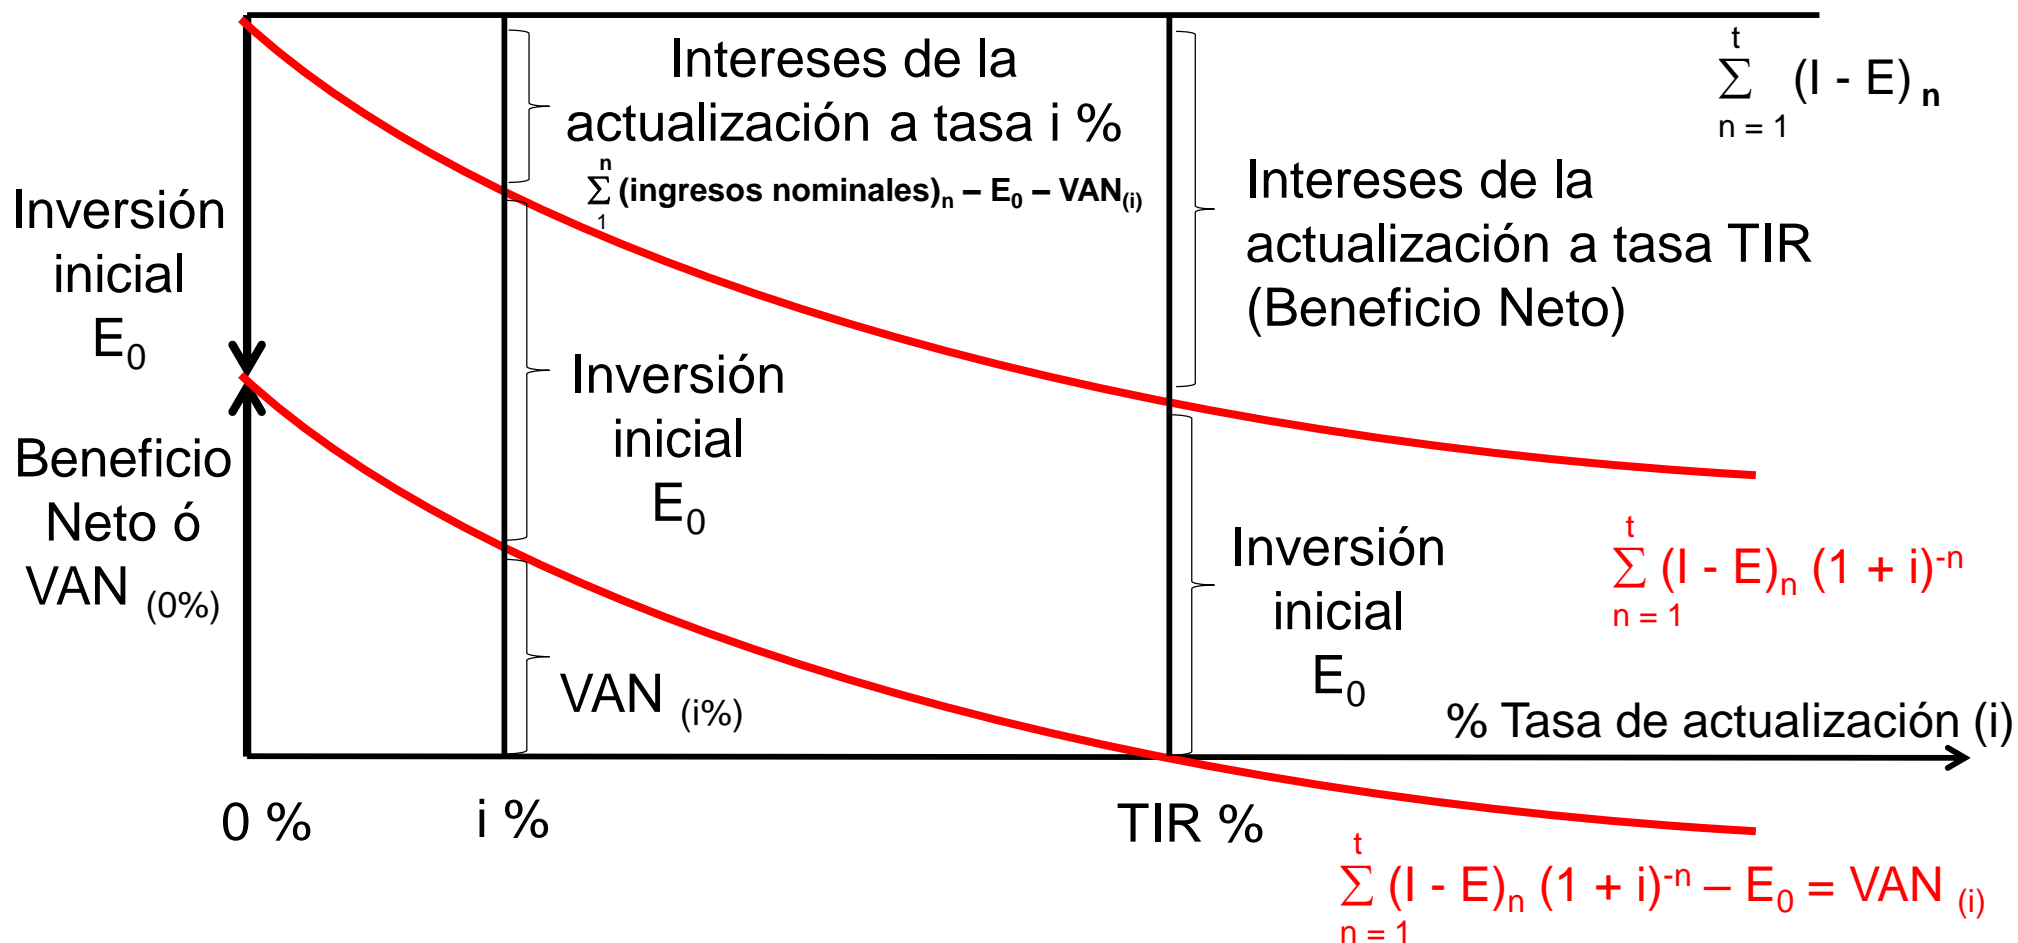 Inversión
inicial
E₀
Beneficio
Neto ó
VAN (0%)
Intereses de la
actualización a tasa i %
n
∑ (ingresos nominales)ₙ – E₀ – VAN(i)
1
Inversión
inicial
E₀
VAN (i%)
t
∑ (I - E) n
n = 1
Intereses de la
actualización a tasa TIR
(Beneficio Neto)
Inversión
inicial
E₀
t
∑ (I - E)ₙ (1 + i)⁻ⁿ
n = 1
% Tasa de actualización (i)
0 %
i %
TIR %
t
∑ (I - E)ₙ (1 + i)⁻ⁿ – E₀ = VAN (i)
n = 1